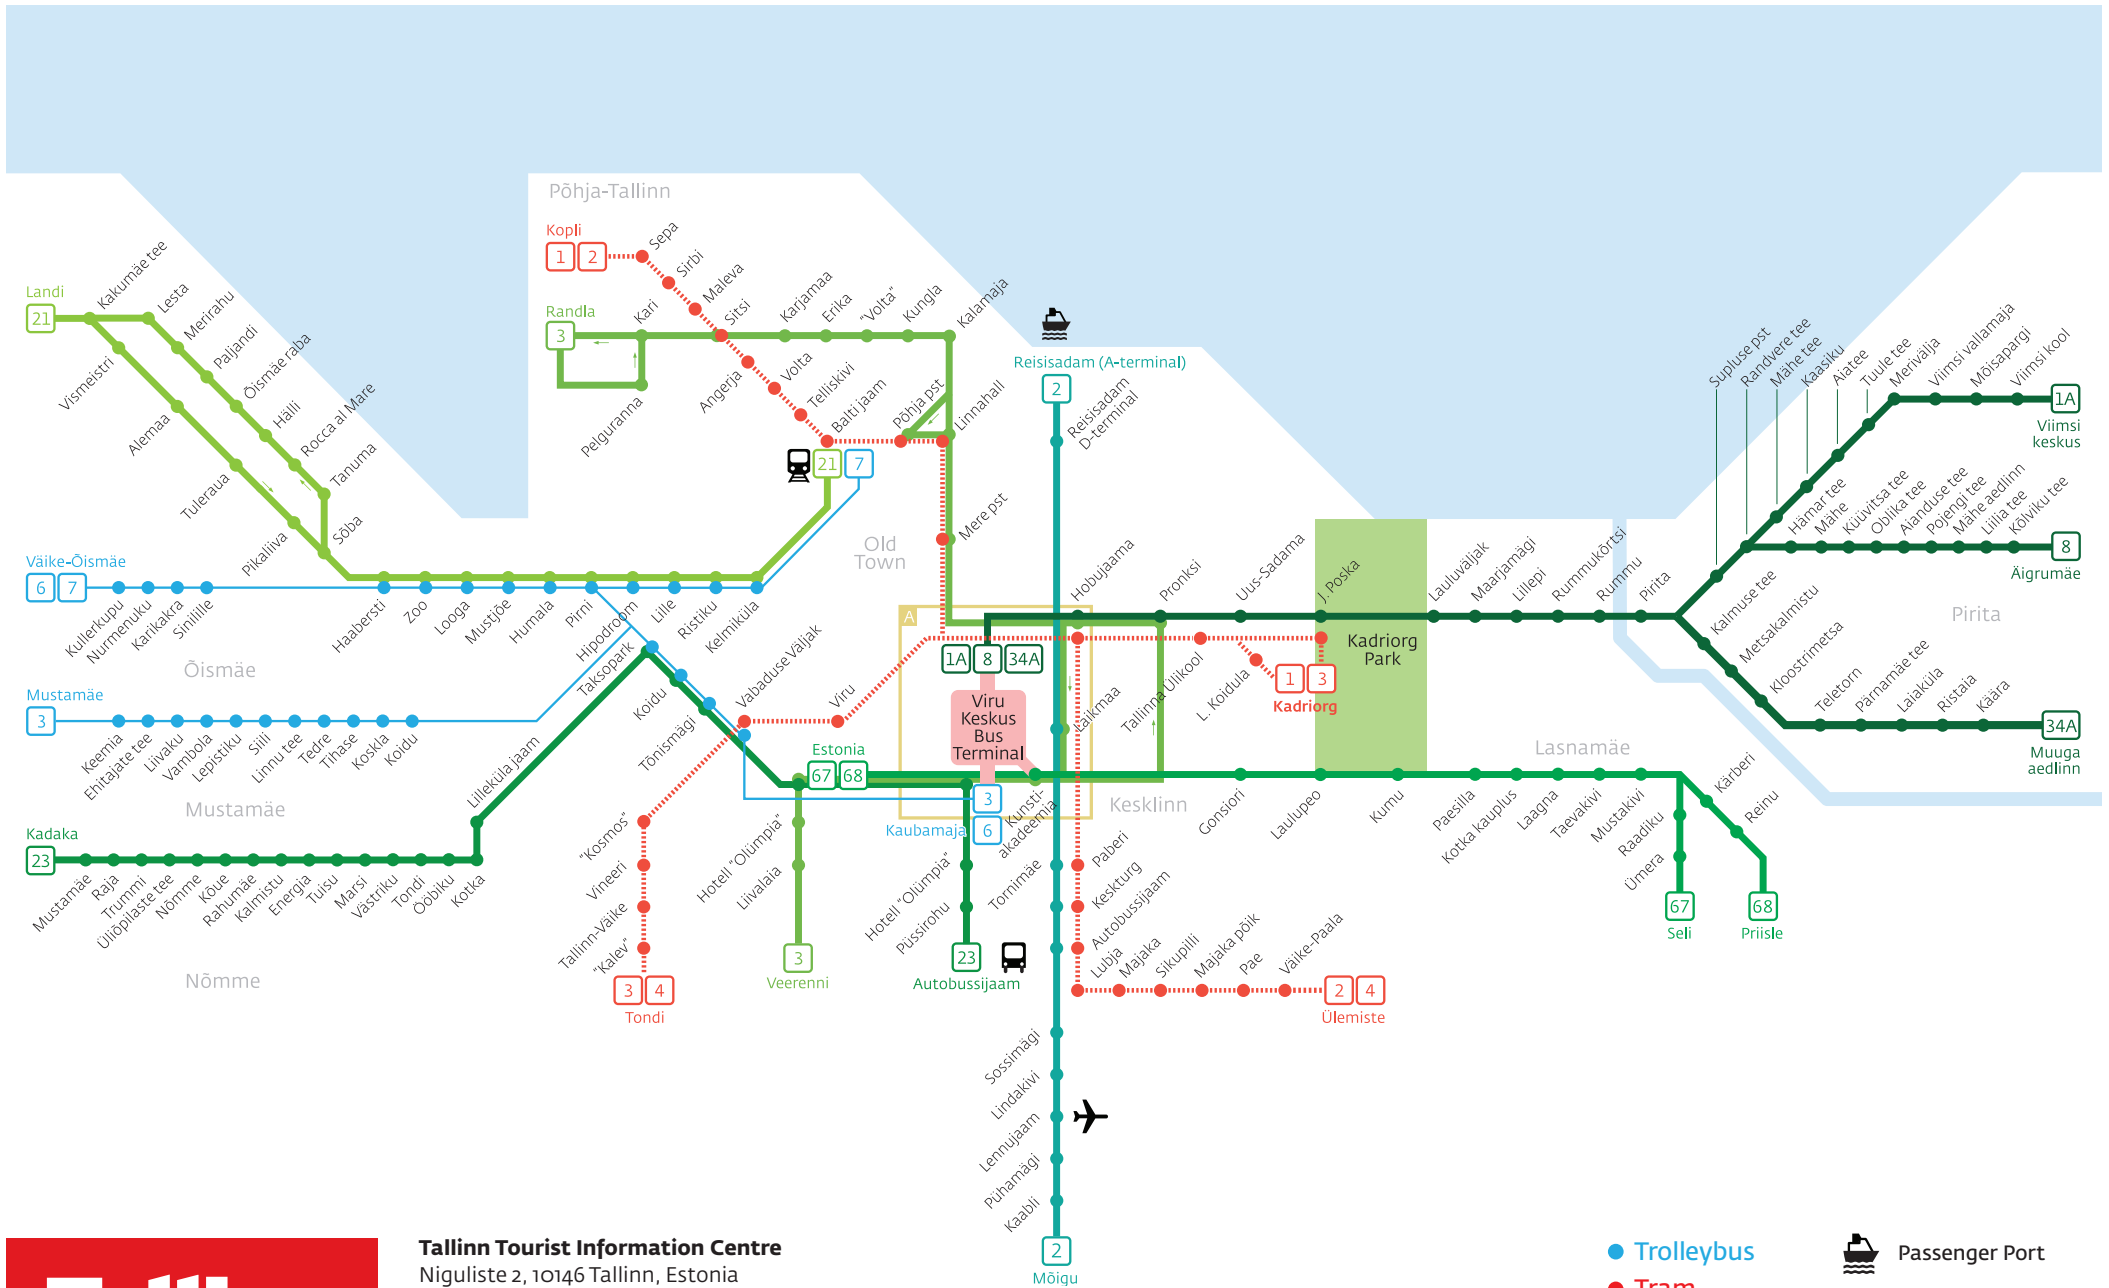 Põhja-Tallinn
Kopli
1 2
Sepa
Sirbi
Maleva
Sitsi
Angerja
Volta
Telliskivi
Balti jaam
Põhja pst
Linnahall
Mere pst
Landi
21
Kakumäe tee
Lesta
Merirahu
Paljandi
Õismäe raba
Hälli
Rocca al Mare
Tanuma
Vismeistri
Alemaa
Tuleraua
Pikaliiva
Sõba
Randla
3
Kari
Karjamaa
Erika
"Volta"
Kungla
Kalamaja
Pelguranna
21 7
Reisisadam (A-terminal)
2
Reisisadam
D-terminal
Old
Town
Väike-Õismäe
6 7
Kullerkupu
Nurmenuku
Karikakra
Sinilille
Haabersti
Zoo
Looga
Mustjõe
Humala
Pirni
Hipodroom
Lille
Ristiku
Kelmiküla
Õismäe
Mustamäe
3
Keemia
Ehitajate tee
Liivaku
Vambola
Lepistiku
Siili
Linnu tee
Tedre
Tihase
Koskla
Koidu
Mustamäe
Kadaka
23
Mustamäe
Raja
Trummi
Üliõpilaste tee
Nõmme
Kõue
Rahumäe
Kalmistu
Energia
Tuisu
Marsi
Västriku
Tondi
Ööbiku
Kotka
Lilleküla jaam
Taksopark
Koidu
Tõnismägi
Vabaduse Väljak
Viru
Nõmme
"Kosmos"
Vineeri
Tallinn-Väike
"Kalev"
3 4
Tondi
Estonia
67 68
Hotell "Olümpia"
Liivalaia
3
Veerenni
Hotell "Olümpia"
Püssirohu
23
Autobussijaam
A
1A 8 34A
Viru
Keskus
Bus
Terminal
3
Kaubamaja
6
Kunsti-
akadeemia
Laikmaa
Tallinna Ülikool
Kesklinn
Hobujaama
Pronksi
Uus-Sadama
J. Poska
L. Koidula
1 3
Kadriorg
Kadriorg
Park
Lauluväljak
Maarjamägi
Lillepi
Rummukõrtsi
Rummu
Pirita
Supluse pst
Randvere tee
Mähe tee
Kaasiku
Aiatee
Tuule tee
Merivälja
Viimsi vallamaja
Mõisapargi
Viimsi kool
1A
Viimsi
keskus
Hämar tee
Mähe
Küüvitsa tee
Oblika tee
Aianduse tee
Pojengi tee
Mähe aedlinn
Liilia tee
Kõlviku tee
8
Äigrumäe
Pirita
Kalmuse tee
Metsakalmistu
Kloostrimetsa
Teletorn
Pärnamäe tee
Laiaküla
Ristaia
Käära
34A
Muuga
aedlinn
Lasnamäe
Gonsiori
Laulupeo
Kumu
Paesilla
Kotka kauplus
Laagna
Taevakivi
Mustakivi
Raadiku
Ümera
67
Seli
Kärberi
Reinu
68
Priisle
Tornimäe
Paberi
Keskturg
Autobussijaam
Lubja
Majaka
Sikupilli
Majaka põik
Pae
Väike-Paala
2 4
Ülemiste
Sossimägi
Lindakivi
Lennujaam
Pühamägi
Kaabli
2
Mõigu
Tallinn Tourist Information Centre
Niguliste 2, 10146 Tallinn, Estonia
Trolleybus
Tram
Passenger Port